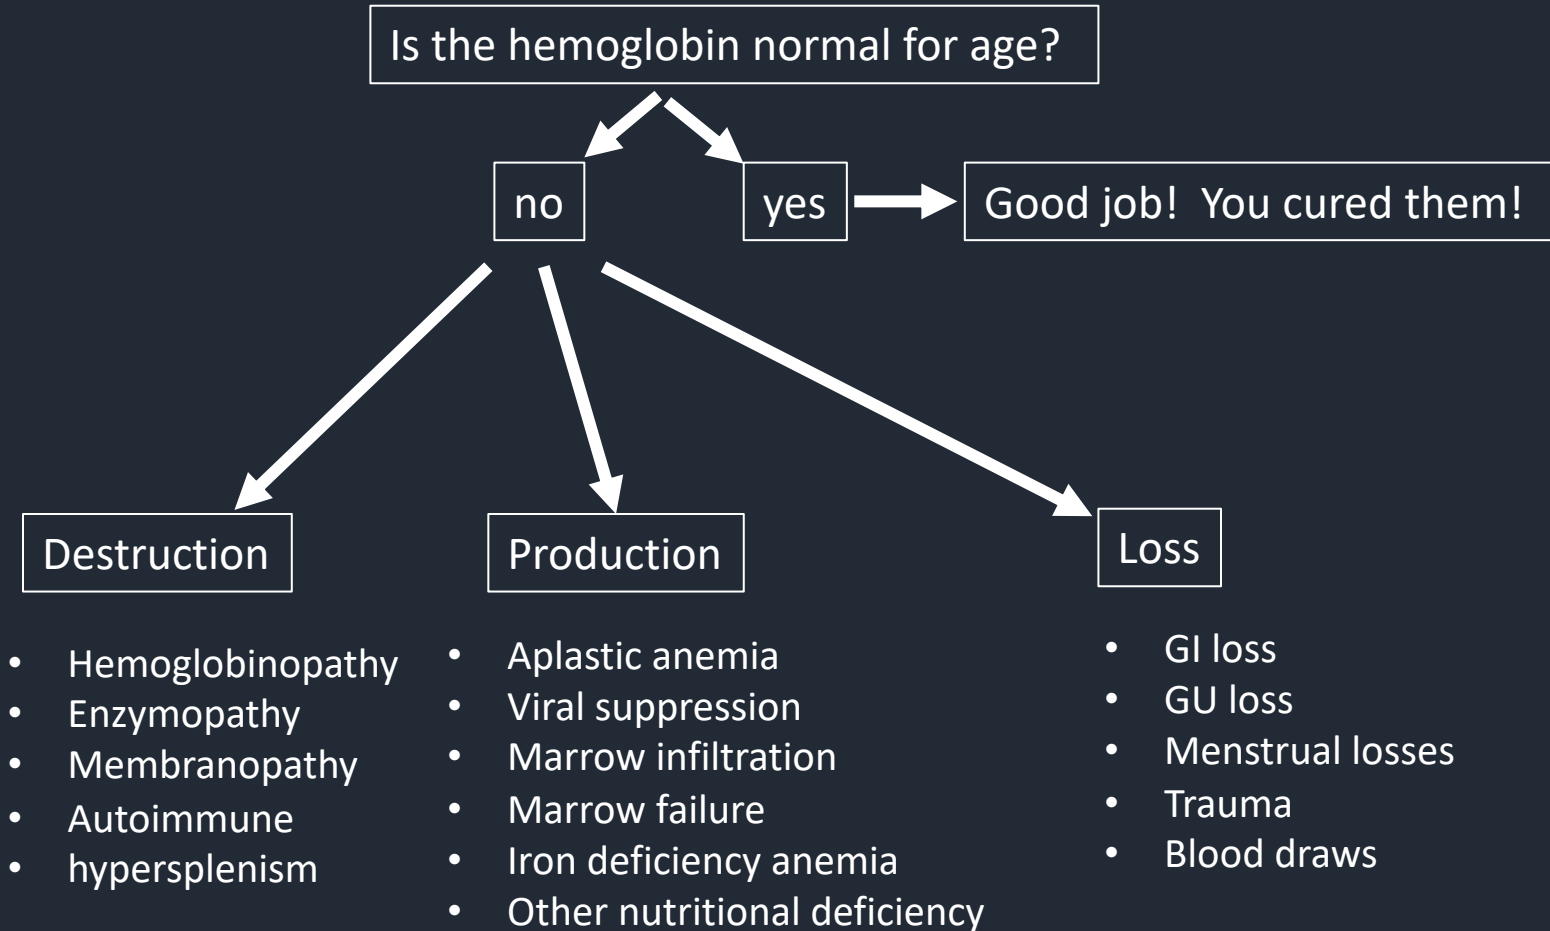 Is the hemoglobin normal for age?
no
yes
Good job!  You cured them!
Destruction
Production
Loss
• Hemoglobinopathy
• Enzymopathy
• Membranopathy
• Autoimmune
• hypersplenism
• Aplastic anemia
• Viral suppression
• Marrow infiltration
• Marrow failure
• Iron deficiency anemia
• Other nutritional deficiency
• GI loss
• GU loss
• Menstrual losses
• Trauma
• Blood draws